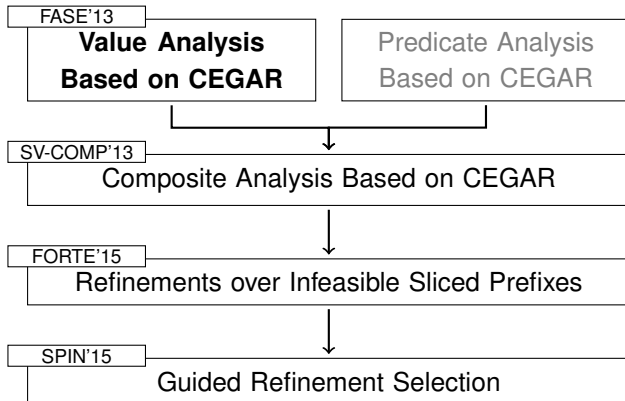 FASE'13
Value Analysis
Based on CEGAR
Predicate Analysis
Based on CEGAR
SV-COMP'13
Composite Analysis Based on CEGAR
FORTE'15
Refinements over Infeasible Sliced Prefixes
SPIN'15
Guided Refinement Selection